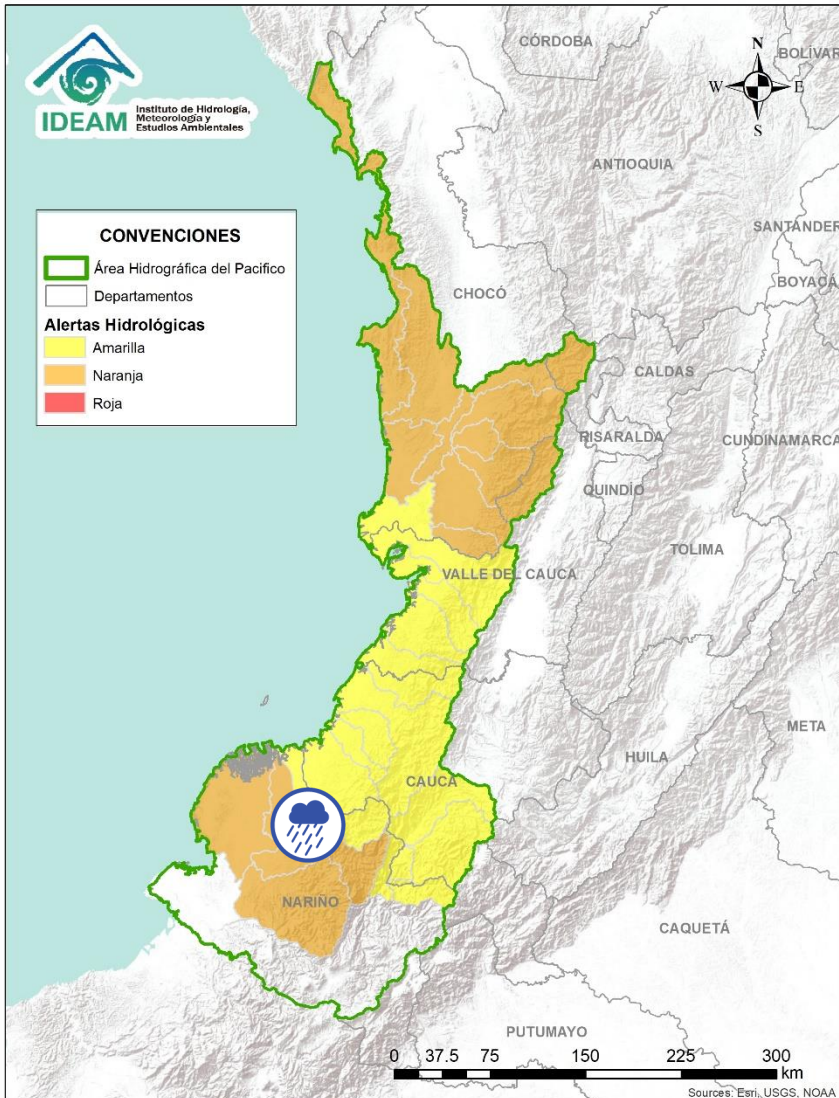 IDEAM
Instituto de Hidrología,
Meteorología y
Estudios Ambientales
CÓRDOBA
BOLÍVAR
N
W
E
S
ANTIOQUIA
SANTANDER
BOYACÁ
CONVENCIONES
Área Hidrográfica del Pacifico
Departamentos
Alertas Hidrológicas
Amarilla
Naranja
Roja
CHOCÓ
CALDAS
RISARALDA
CUNDINAMARCA
QUINDÍO
TOLIMA
VALLE DEL CAUCA
META
HUILA
CAUCA
NARIÑO
CAQUETÁ
PUTUMAYO
0 37.5 75 150 225 300
km
Sources: Esri, USGS, NOAA